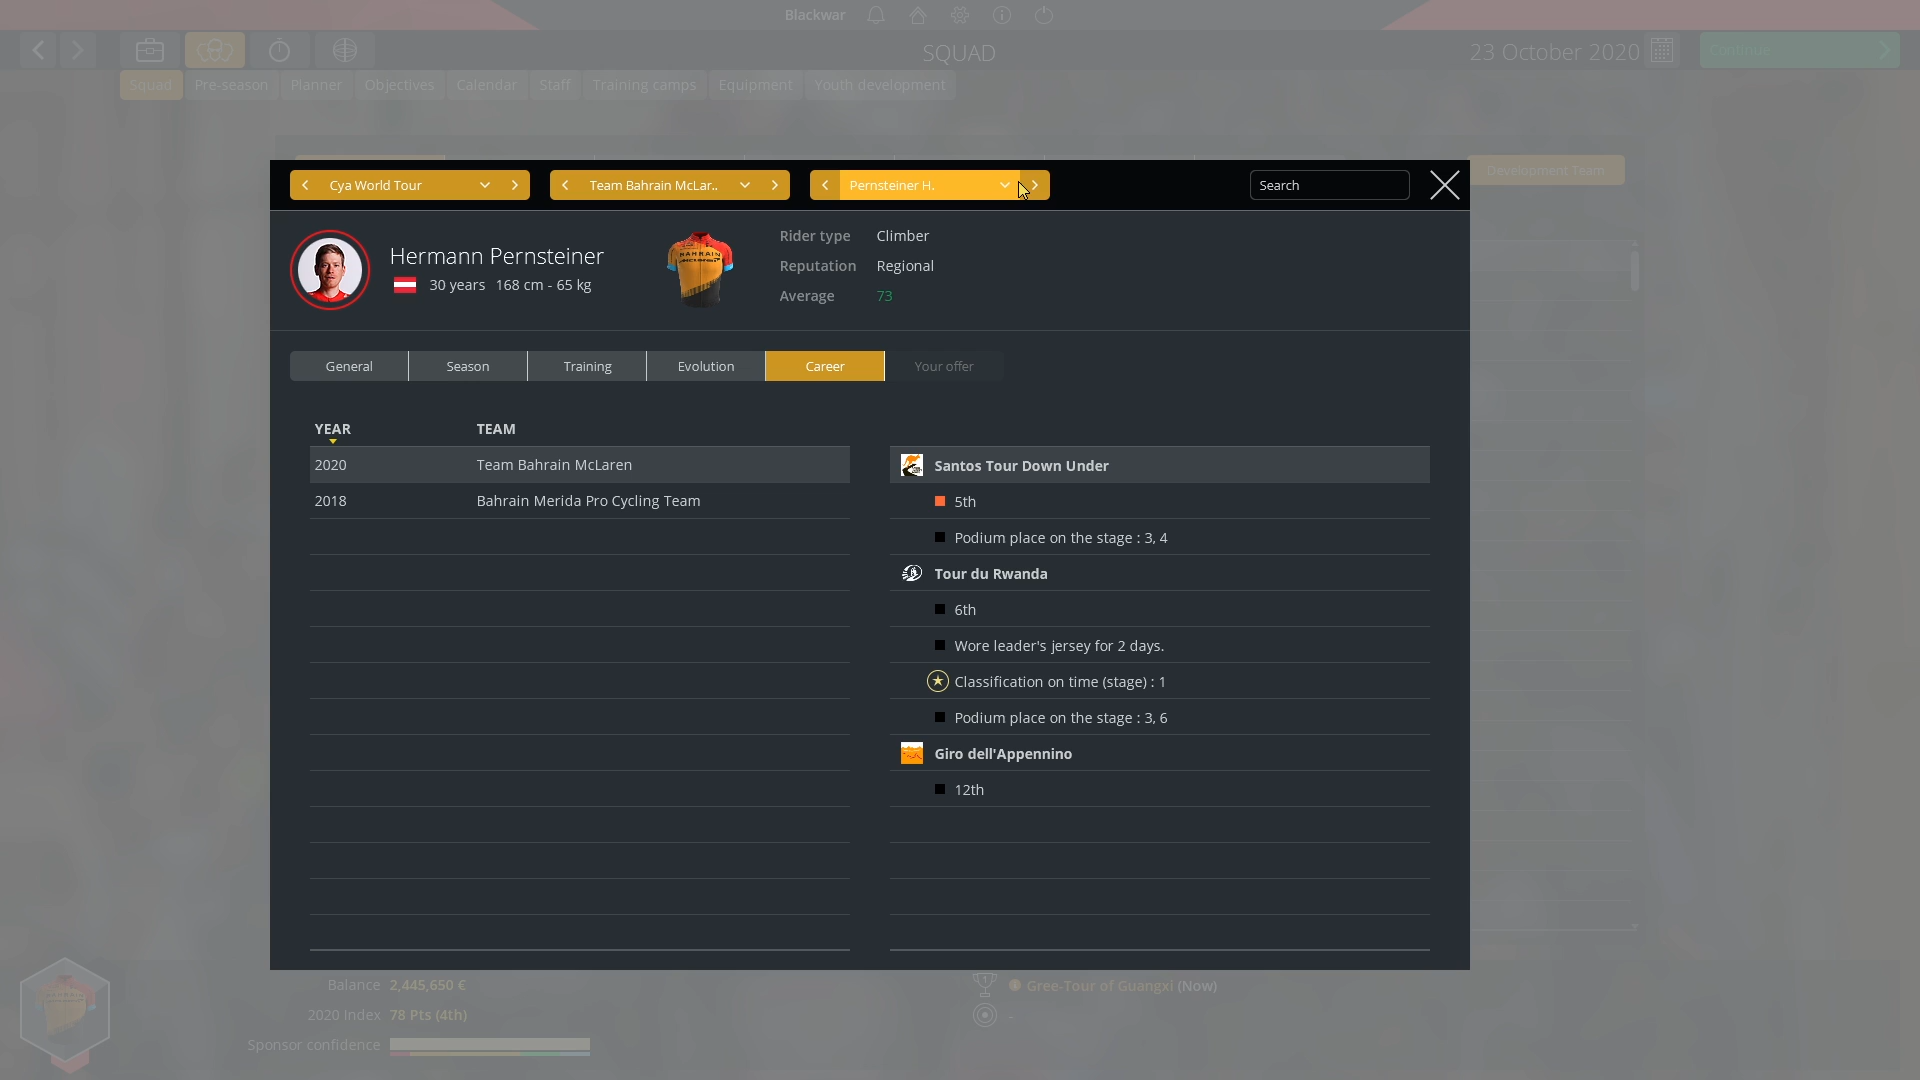 Blackwar
SQUAD
23 October 2020
Continue
Squad
Pre-season
Planner
Objectives
Calendar
Staff
Training camps
Equipment
Youth development
Development Team
Cya World Tour
Team Bahrain McLar..
Pernsteiner H.
Search
Hermann Pernsteiner
30 years 168 cm - 65 kg
BAHRAIN
Rider type Climber
Reputation Regional
Average 73
General
Season
Training
Evolution
Career
Your offer
YEAR TEAM
2020 Team Bahrain McLaren
2018 Bahrain Merida Pro Cycling Team
Santos Tour Down Under
5th
Podium place on the stage : 3, 4
Tour du Rwanda
6th
Wore leader's jersey for 2 days.
Classification on time (stage) : 1
Podium place on the stage : 3, 6
Giro dell'Appennino
12th
Balance 2,445,650 €
2020 Index 78 Pts (4th)
Sponsor confidence
Gree-Tour of Guangxi (Now)
-